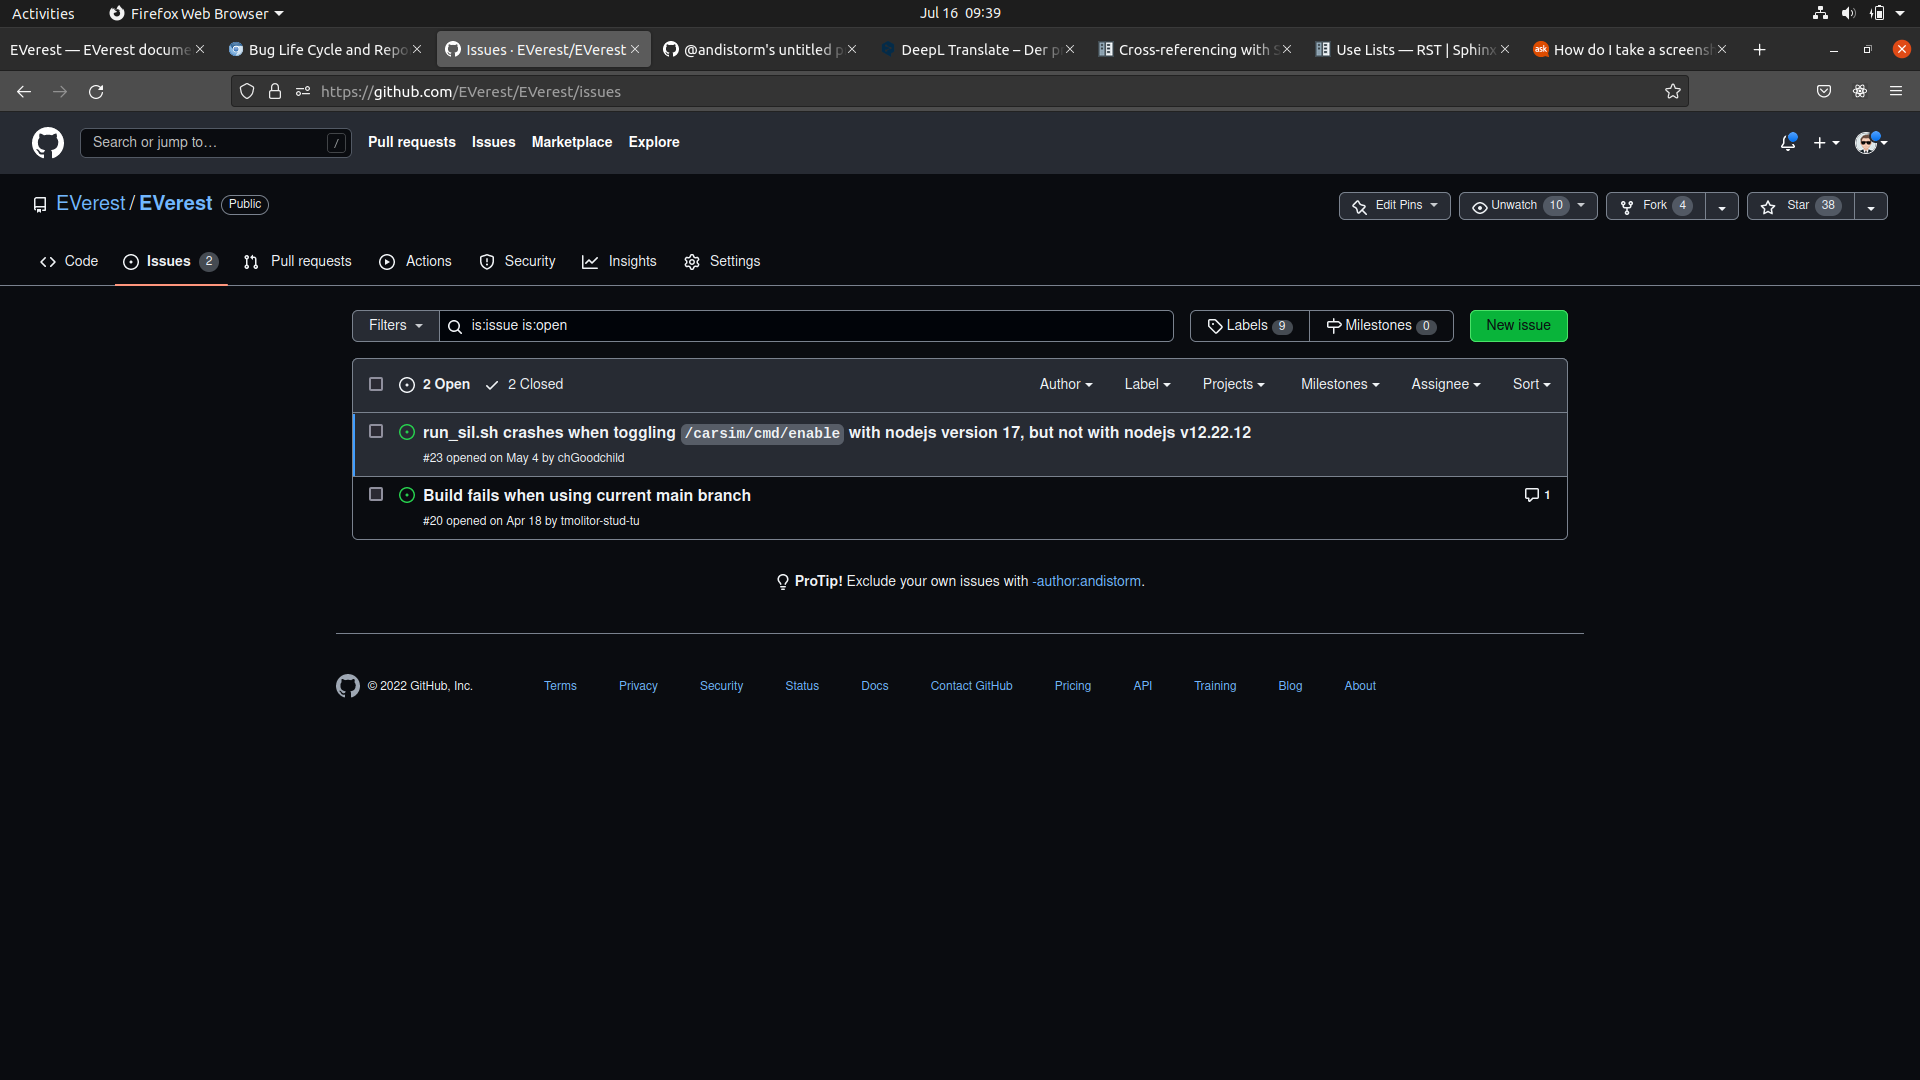 Activities
Firefox Web Browser
Jul 16 09:39
EVerest — EVerest docume
Bug Life Cycle and Repo
Issues · EVerest/EVerest
@andistorm's untitled p
DeepL Translate – Der p
Cross-referencing with S
Use Lists — RST | Sphinx
ask
How do I take a screensh
https://github.com/EVerest/EVerest/issues
Search or jump to…
/
Pull requests
Issues
Marketplace
Explore
EVerest / EVerest
Public
Edit Pins
Unwatch 10
Fork 4
Star 38
Code
Issues 2
Pull requests
Actions
Security
Insights
Settings
Filters
is:issue is:open
Labels 9
Milestones 0
New issue
2 Open
2 Closed
Author
Label
Projects
Milestones
Assignee
Sort
run_sil.sh crashes when toggling /carsim/cmd/enable with nodejs version 17, but not with nodejs v12.22.12
#23 opened on May 4 by chGoodchild
Build fails when using current main branch
1
#20 opened on Apr 18 by tmolitor-stud-tu
ProTip! Exclude your own issues with -author:andistorm.
© 2022 GitHub, Inc.
Terms
Privacy
Security
Status
Docs
Contact GitHub
Pricing
API
Training
Blog
About